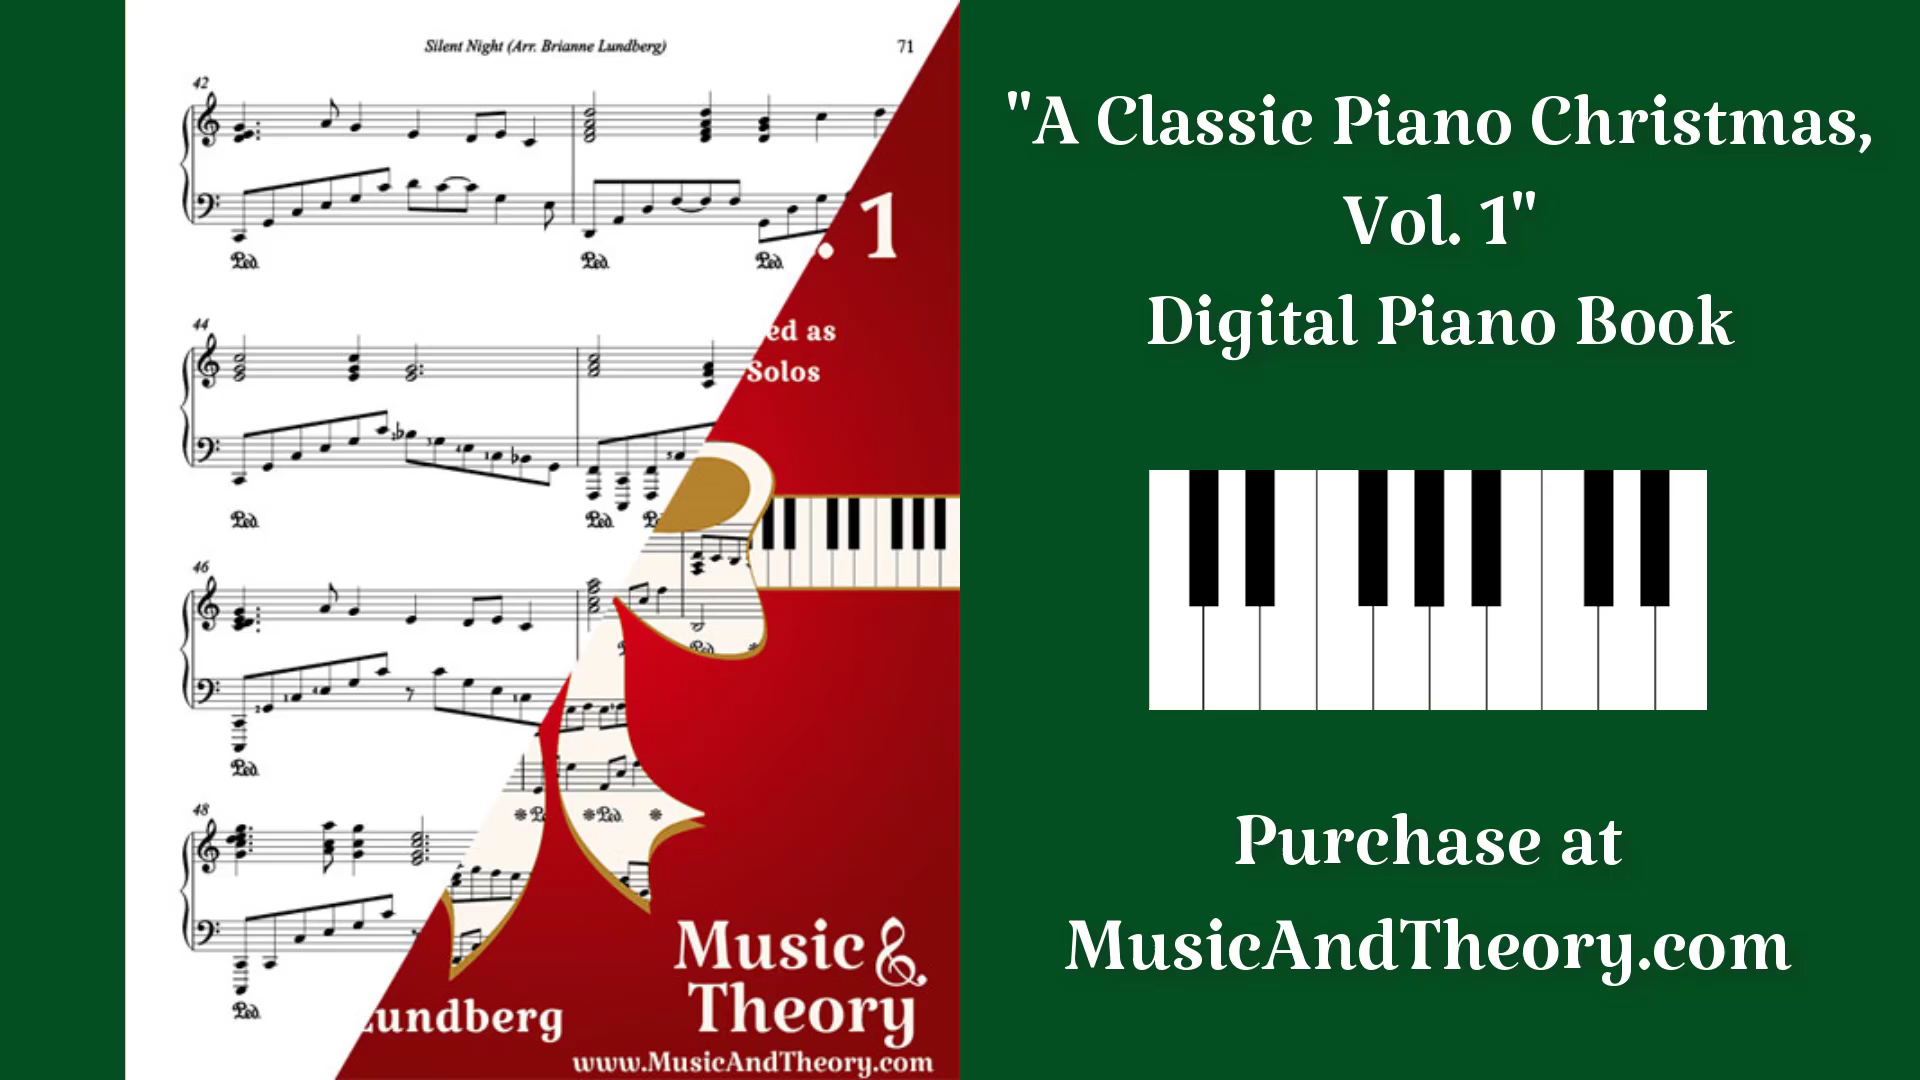 Silent Night (Arr. Brianne Lundberg)
71
42
. 1
44
ed as
Solos
46
48
Music &
Theory
Lundberg
www.MusicAndTheory.com
"A Classic Piano Christmas,
Vol. 1"
Digital Piano Book
Purchase at
MusicAndTheory.com